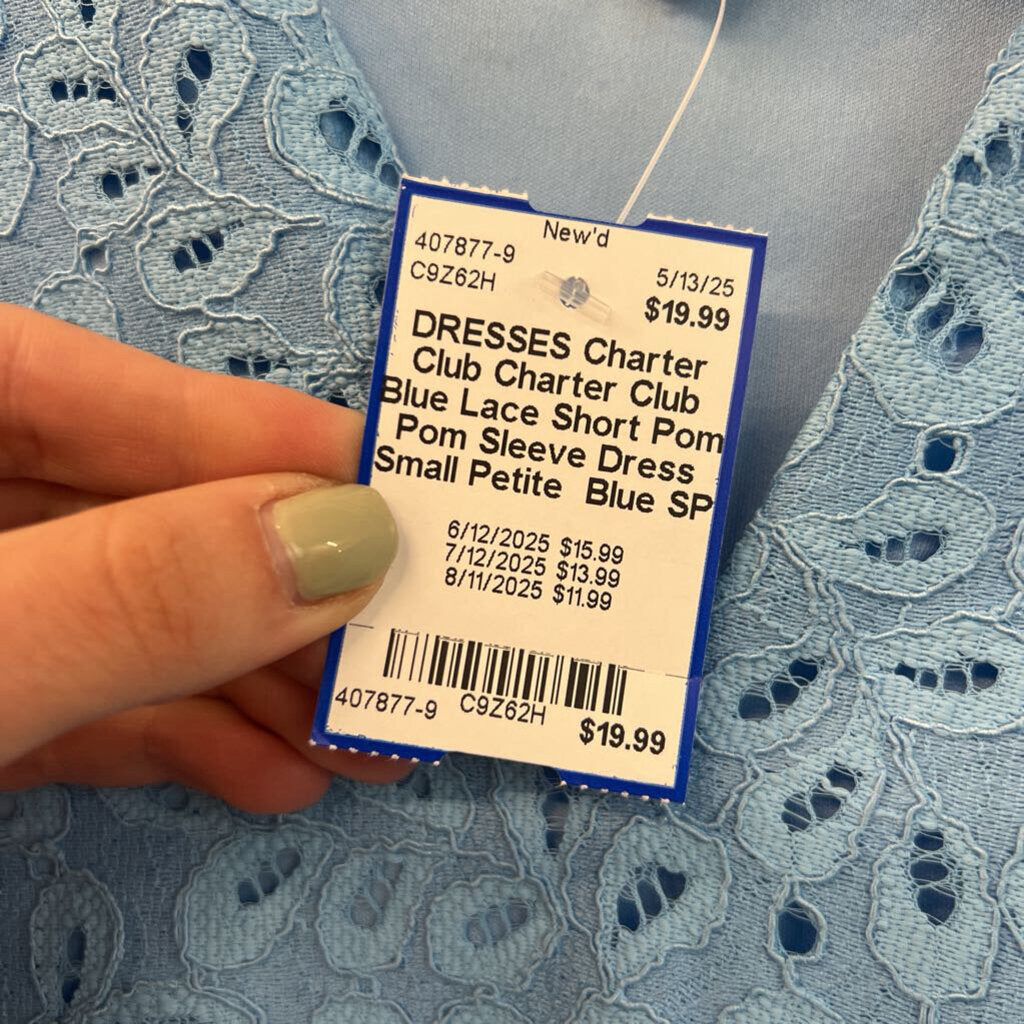 New'd
407877-9
C9Z62H
5/13/25
$19.99
DRESSES Charter
Club Charter Club
Blue Lace Short Pom
Pom Sleeve Dress
Small Petite Blue SP
6/12/2025 $15.99
7/12/2025 $13.99
8/11/2025 $11.99
407877-9 C9Z62H $19.99